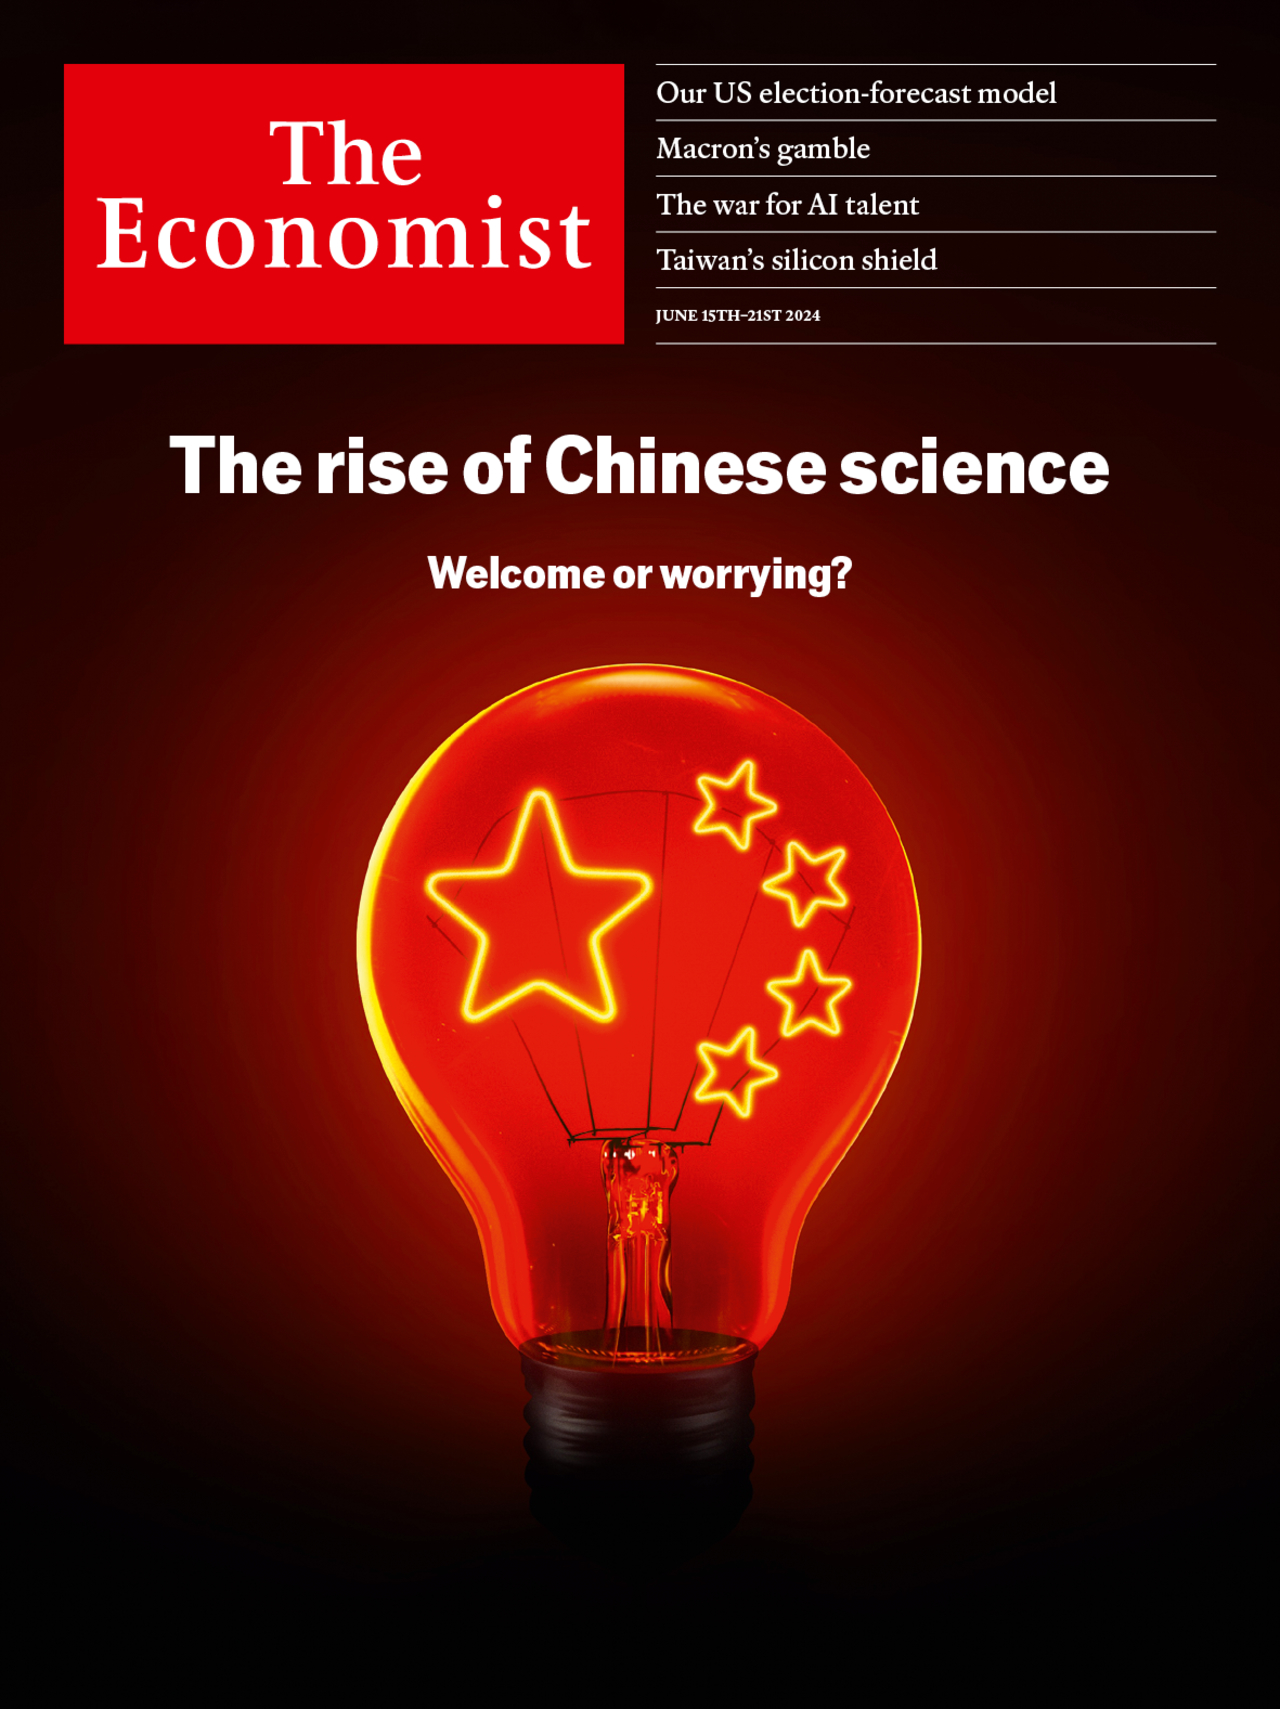 The
Economist
Our US election-forecast model
Macron’s gamble
The war for AI talent
Taiwan’s silicon shield
JUNE 15TH–21ST 2024
The rise of Chinese science
Welcome or worrying?